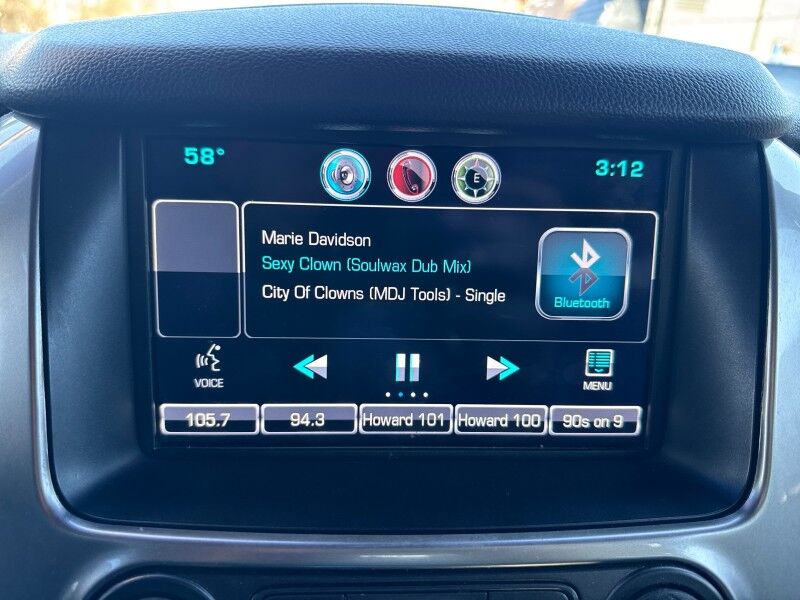 58°
E
3:12
Marie Davidson
Sexy Clown (Soulwax Dub Mix)
City Of Clowns (MDJ Tools) - Single
Bluetooth
VOICE
MENU
105.7
94.3
Howard 101
Howard 100
90s on 9